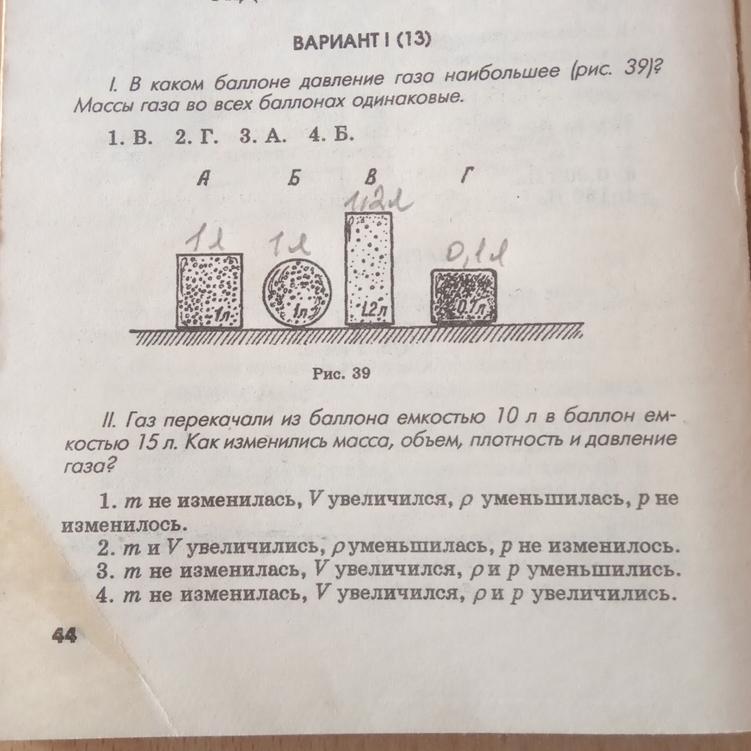 ВАРИАНТ I (13)
I. В каком баллоне давление газа наибольшее (рис. 39)?
Массы газа во всех баллонах одинаковые.
1. В. 2. Г. 3. А. 4. Б.
А Б В Г
1л 1л 1,2л 0,1л
1л 1л 1.2л 0.1л
Рис. 39
II. Газ перекачали из баллона емкостью 10 л в баллон ем-
костью 15 л. Как изменились масса, объем, плотность и давление
газа?
1. m не изменилась, V увеличился, ρ уменьшилась, p не
изменилось.
2. m и V увеличились, ρ уменьшилась, p не изменилось.
3. m не изменилась, V увеличился, ρ и p уменьшились.
4. m не изменилась, V увеличился, ρ и p увеличились.
44